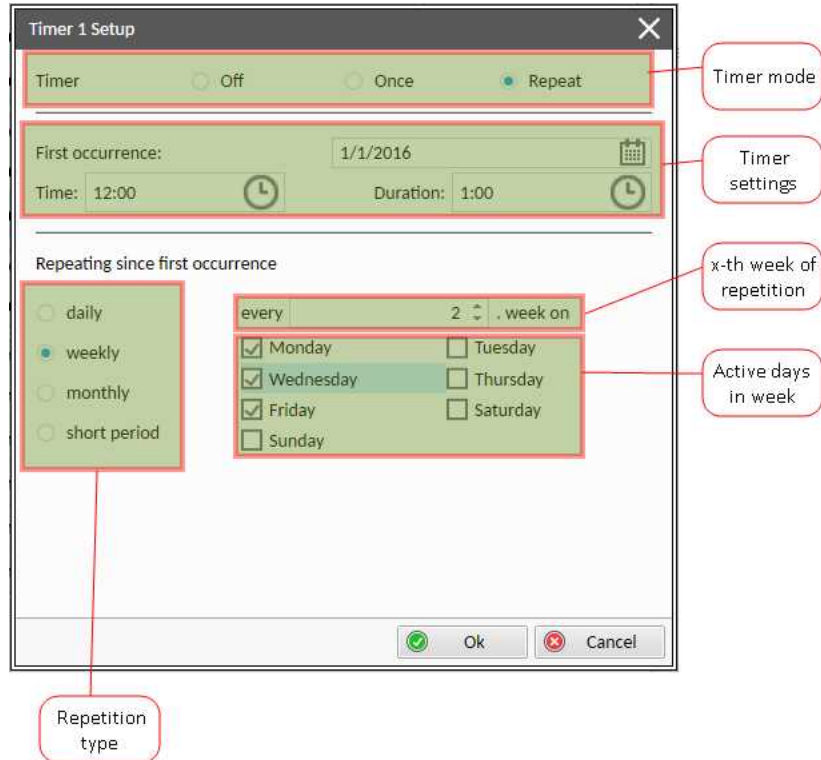 Timer 1 Setup
Timer Off Once Repeat
Timer mode
First occurrence: 1/1/2016
Time: 12:00 Duration: 1:00
Timer
settings
Repeating since first occurrence
x-th week of
repetition
daily
weekly
monthly
short period
every 2 . week on
Monday Tuesday
Wednesday Thursday
Friday Saturday
Sunday
Active days
in week
Ok Cancel
Repetition
type